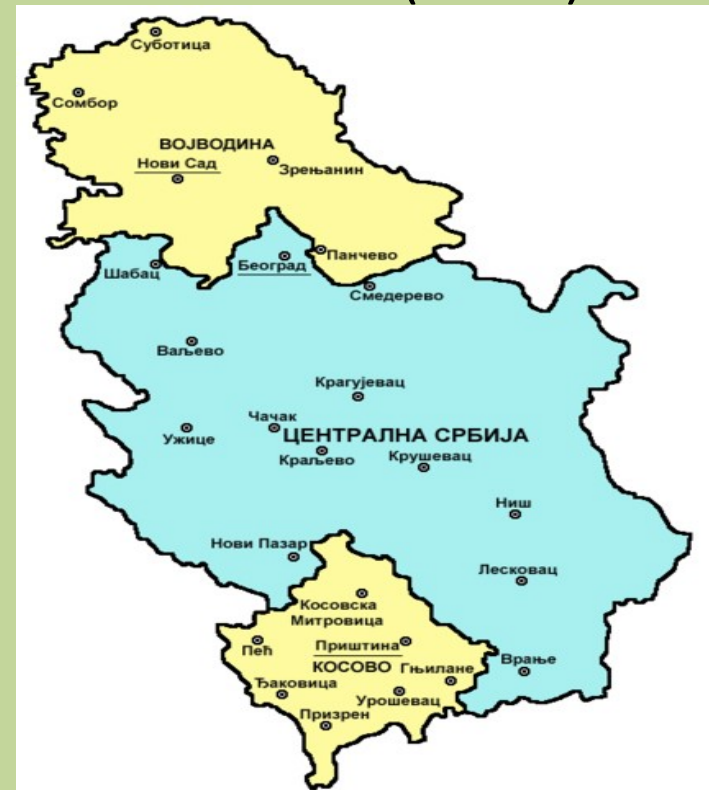 Суботица
Сомбор
ВОЈВОДИНА
Нови Сад
Зрењанин
Панчево
Београд
Шабац
Смедерево
Ваљево
Крагујевац
Чачак
Ужице
ЦЕНТРАЛНА СРБИЈА
Краљево
Крушевац
Ниш
Нови Пазар
Лесковац
Косовска
Митровица
Пећ
Приштина
КОСОВО
Гњилане
Врање
Ђаковица
Урошевац
Призрен